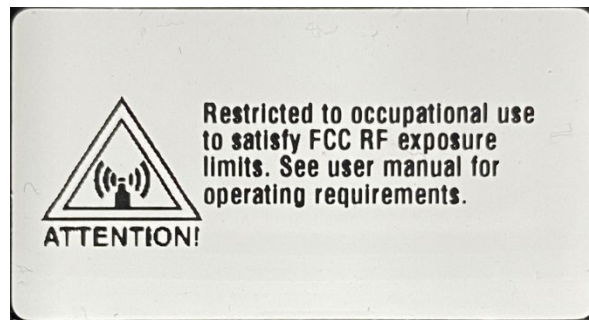 Restricted to occupational use
to satisfy FCC RF exposure
limits. See user manual for
operating requirements.
ATTENTION!